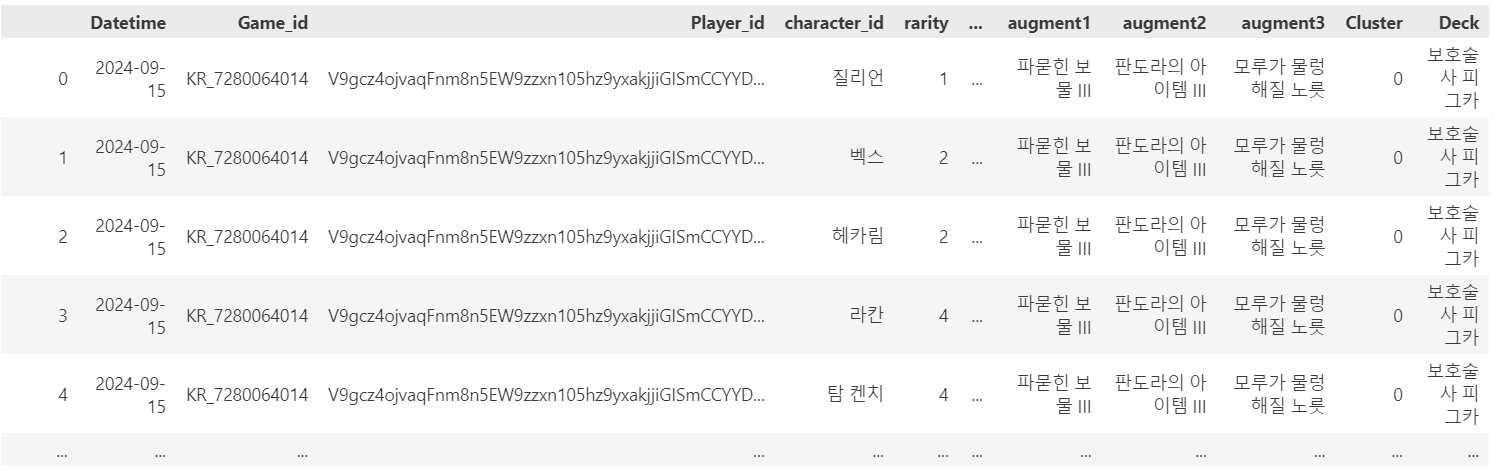 Datetime Game_id Player_id character_id rarity ... augment1 augment2 augment3 Cluster Deck
0 2024-09-15 KR_7280064014 V9gcz4ojvaqFnm8n5EW9zzxn105hz9yxakjjiGISmCCYYD... 질리언 1 ... 파묻힌 보물 III 판도라의 아이템 III 모루가 물렁해질 노릇 0 보호술사 피그카
1 2024-09-15 KR_7280064014 V9gcz4ojvaqFnm8n5EW9zzxn105hz9yxakjjiGISmCCYYD... 벡스 2 ... 파묻힌 보물 III 판도라의 아이템 III 모루가 물렁해질 노릇 0 보호술사 피그카
2 2024-09-15 KR_7280064014 V9gcz4ojvaqFnm8n5EW9zzxn105hz9yxakjjiGISmCCYYD... 헤카림 2 ... 파묻힌 보물 III 판도라의 아이템 III 모루가 물렁해질 노릇 0 보호술사 피그카
3 2024-09-15 KR_7280064014 V9gcz4ojvaqFnm8n5EW9zzxn105hz9yxakjjiGISmCCYYD... 라칸 4 ... 파묻힌 보물 III 판도라의 아이템 III 모루가 물렁해질 노릇 0 보호술사 피그카
4 2024-09-15 KR_7280064014 V9gcz4ojvaqFnm8n5EW9zzxn105hz9yxakjjiGISmCCYYD... 탐 켄치 4 ... 파묻힌 보물 III 판도라의 아이템 III 모루가 물렁해질 노릇 0 보호술사 피그카
... ... ... ... ... ... ... ... ... ... ... ...